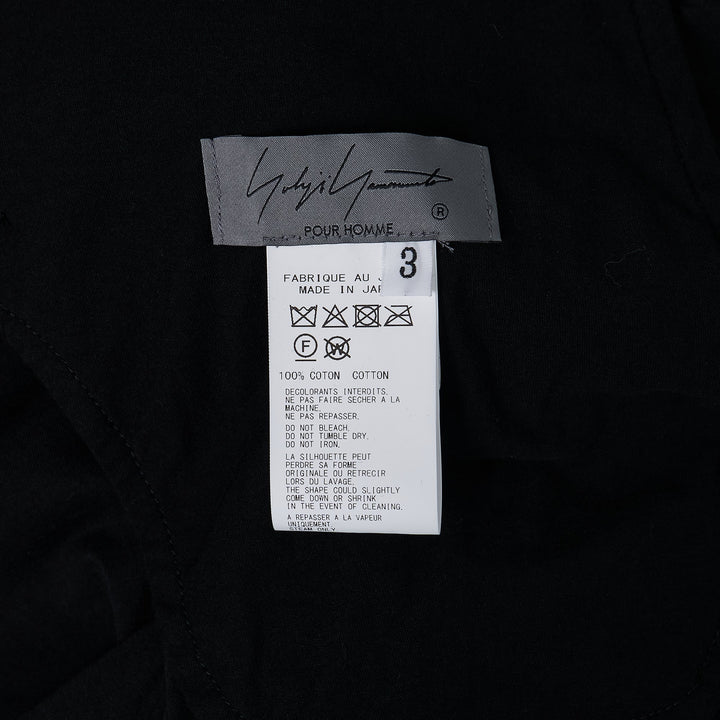 Yohji Yamamoto
®
POUR HOMME
3
FABRIQUE AU J
MADE IN JAP
F
W
100% COTON COTTON
DECOLORANTS INTERDITS.
NE PAS FAIRE SECHER A LA
MACHINE.
NE PAS REPASSER.
DO NOT BLEACH.
DO NOT TUMBLE DRY.
DO NOT IRON.
LA SILHOUETTE PEUT
PERDRE SA FORME
ORIGINALE OU RETRECIR
LORS DU LAVAGE.
THE SHAPE COULD SLIGHTLY
COME DOWN OR SHRINK
IN THE EVENT OF CLEANING.
A REPASSER A LA VAPEUR
UNIQUEMENT.
STEAM ONLY.